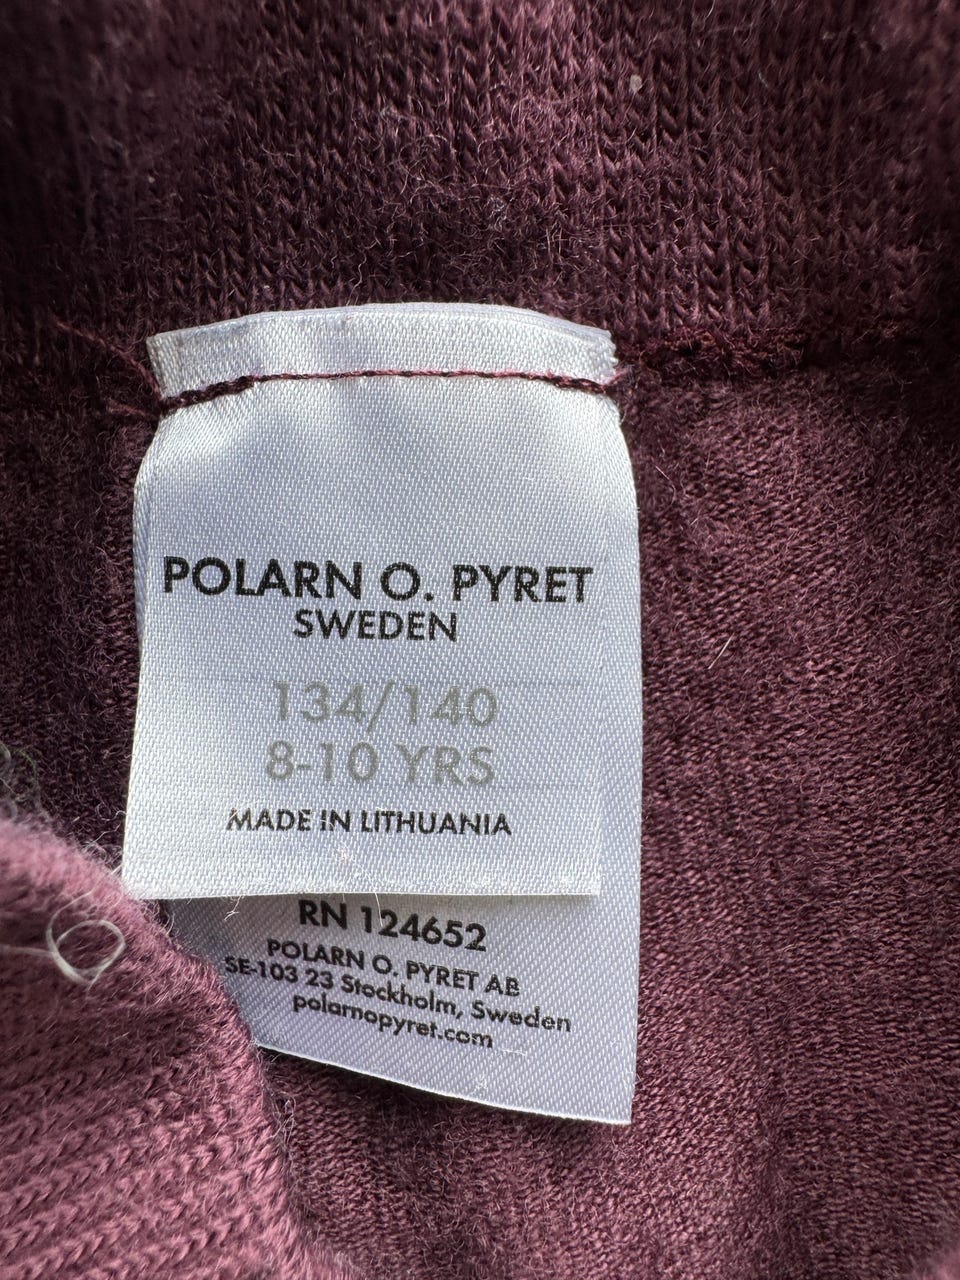 POLARN O. PYRET
SWEDEN
134/140
8-10 YRS
MADE IN LITHUANIA
RN 124652
POLARN O. PYRET AB
SE-103 23 Stockholm, Sweden
polarnopyret.com